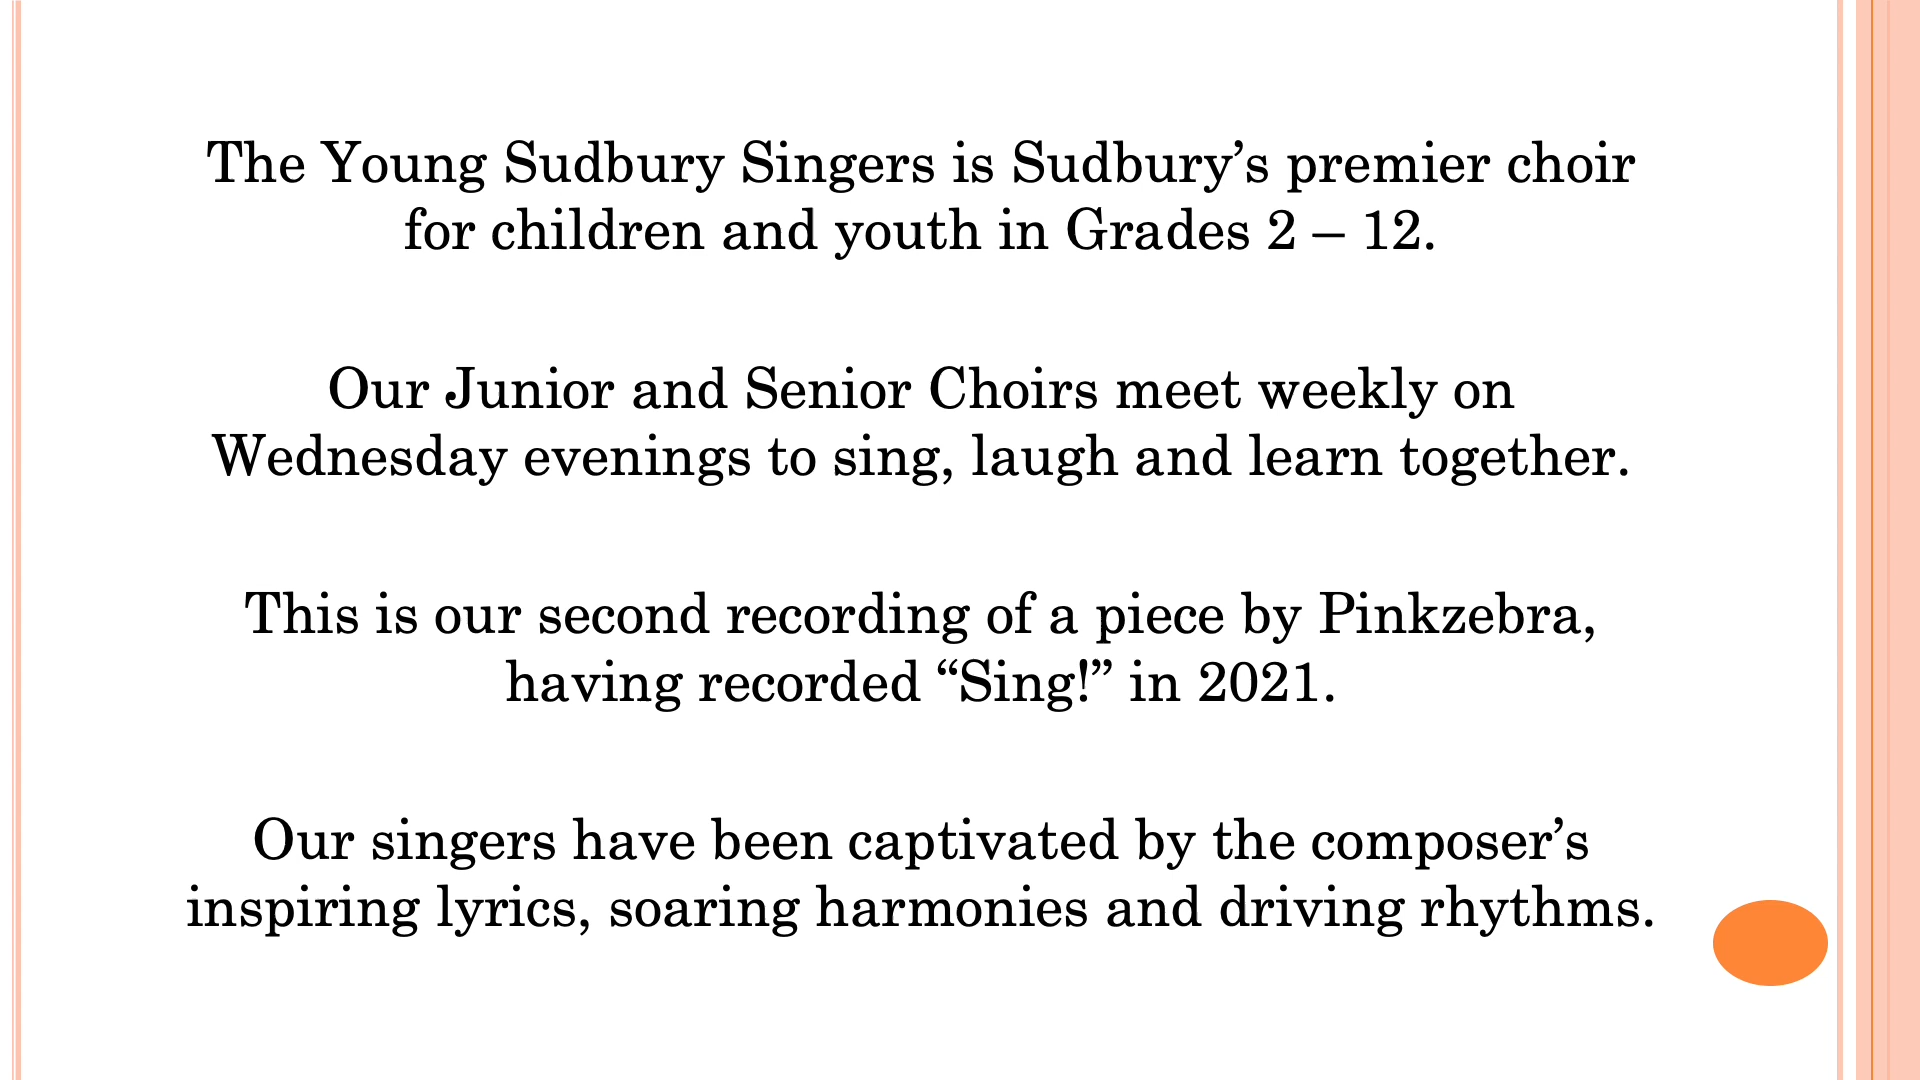 The Young Sudbury Singers is Sudbury’s premier choir
for children and youth in Grades 2 – 12.
Our Junior and Senior Choirs meet weekly on
Wednesday evenings to sing, laugh and learn together.
This is our second recording of a piece by Pinkzebra,
having recorded “Sing!” in 2021.
Our singers have been captivated by the composer’s
inspiring lyrics, soaring harmonies and driving rhythms.